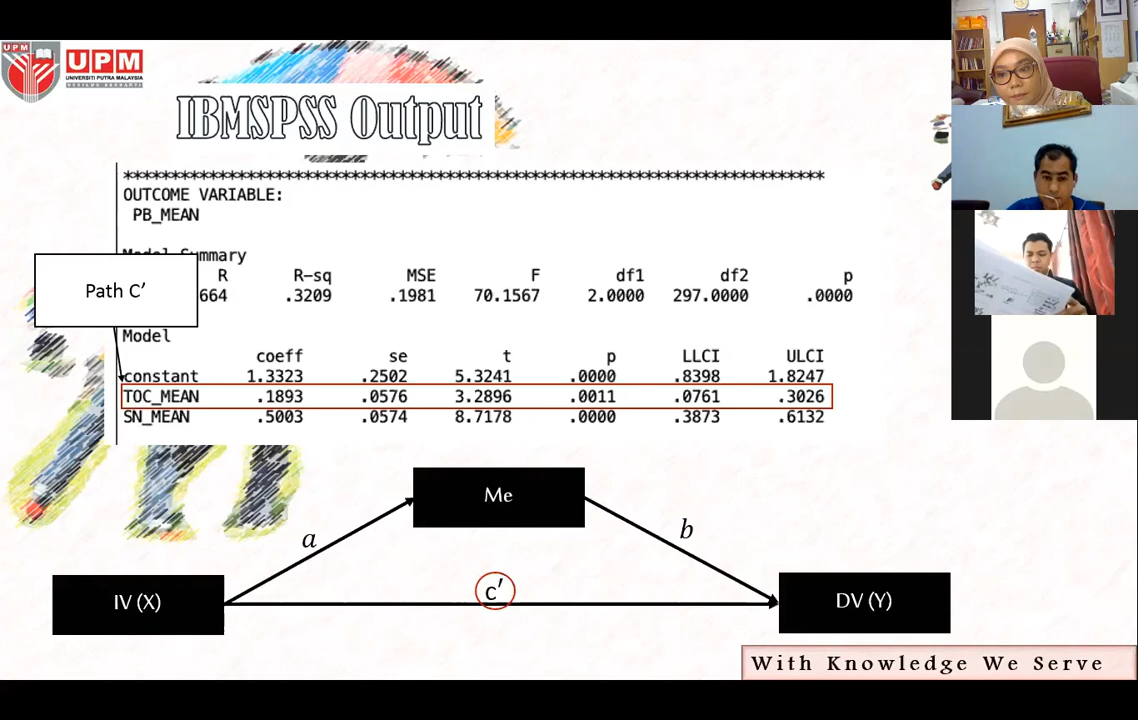 UPM
UPM
UNIVERSITI PUTRA MALAYSIA
IBMSPSS Output
********************************************************************************
OUTCOME VARIABLE:
PB_MEAN
Model Summary
R R-sq MSE F df1 df2 p
664 .3209 .1981 70.1567 2.0000 297.0000 .0000
Path C’
Model
coeff se t p LLCI ULCI
constant 1.3323 .2502 5.3241 .0000 .8398 1.8247
TOC_MEAN .1893 .0576 3.2896 .0011 .0761 .3026
SN_MEAN .5003 .0574 8.7178 .0000 .3873 .6132
Me
a
b
c′
IV (X)
DV (Y)
With Knowledge We Serve